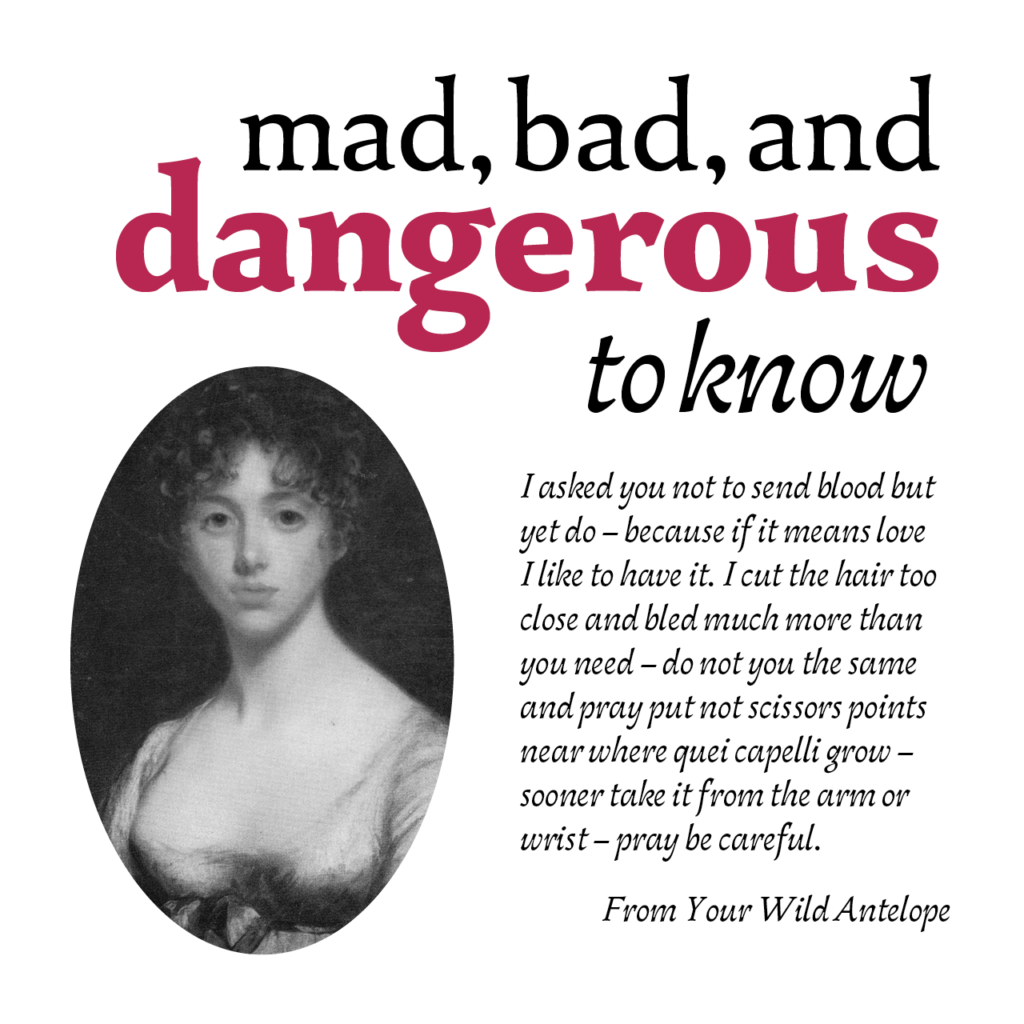 mad, bad, and
dangerous
to know
I asked you not to send blood but
yet do – because if it means love
I like to have it. I cut the hair too
close and bled much more than
you need – do not you the same
and pray put not scissors points
near where quei capelli grow –
sooner take it from the arm or
wrist – pray be careful.
From Your Wild Antelope